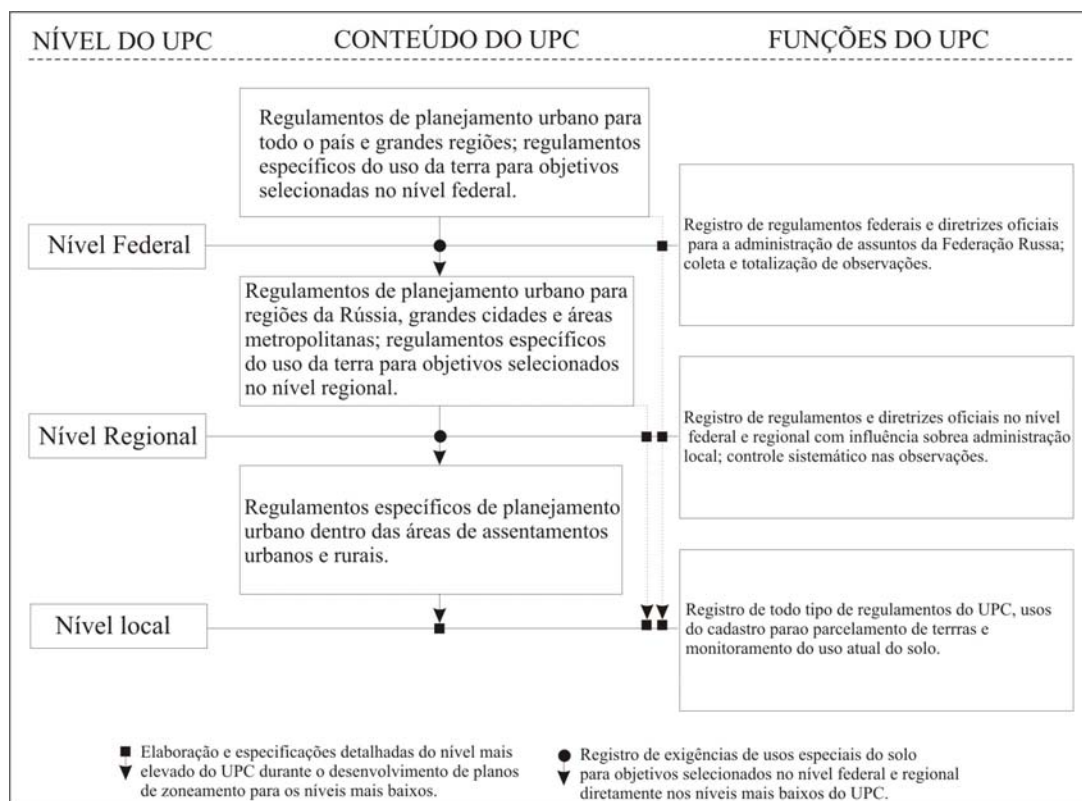 NÍVEL DO UPC
CONTEÚDO DO UPC
FUNÇÕES DO UPC
Regulamentos de planejamento urbano para
todo o país e grandes regiões; regulamentos
específicos do uso da terra para objetivos
selecionadas no nível federal.
Nível Federal
Registro de regulamentos federais e diretrizes oficiais
para a administração de assuntos da Federação Russa;
coleta e totalização de observações.
Regulamentos de planejamento urbano para
regiões da Rússia, grandes cidades e áreas
metropolitanas; regulamentos específicos
do uso da terra para objetivos selecionados
no nível regional.
Nível Regional
Registro de regulamentos e diretrizes oficiais no nível
federal e regional com influência sobrea administração
local; controle sistemático nas observações.
Regulamentos específicos de planejamento
urbano dentro das áreas de assentamentos
urbanos e rurais.
Nível local
Registro de todo tipo de regulamentos do UPC, usos
do cadastro parao parcelamento de terrras e
monitoramento do uso atual do solo.
Elaboração e especificações detalhadas do nível mais
elevado do UPC durante o desenvolvimento de planos
de zoneamento para os níveis mais baixos.
Registro de exigências de usos especiais do solo
para objetivos selecionados no nível federal e regional
diretamente nos níveis mais baixos do UPC.